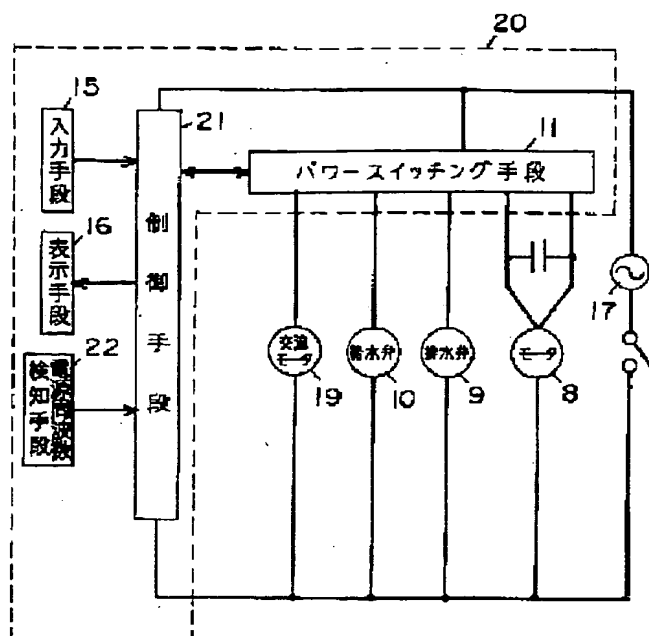 20
15
入力手段
21
11
パワースイッチング手段
16
表示手段
制御手段
17
22
電源周波数
検知手段
交流
モータ
給水弁
排水弁
モータ
19
10
9
8